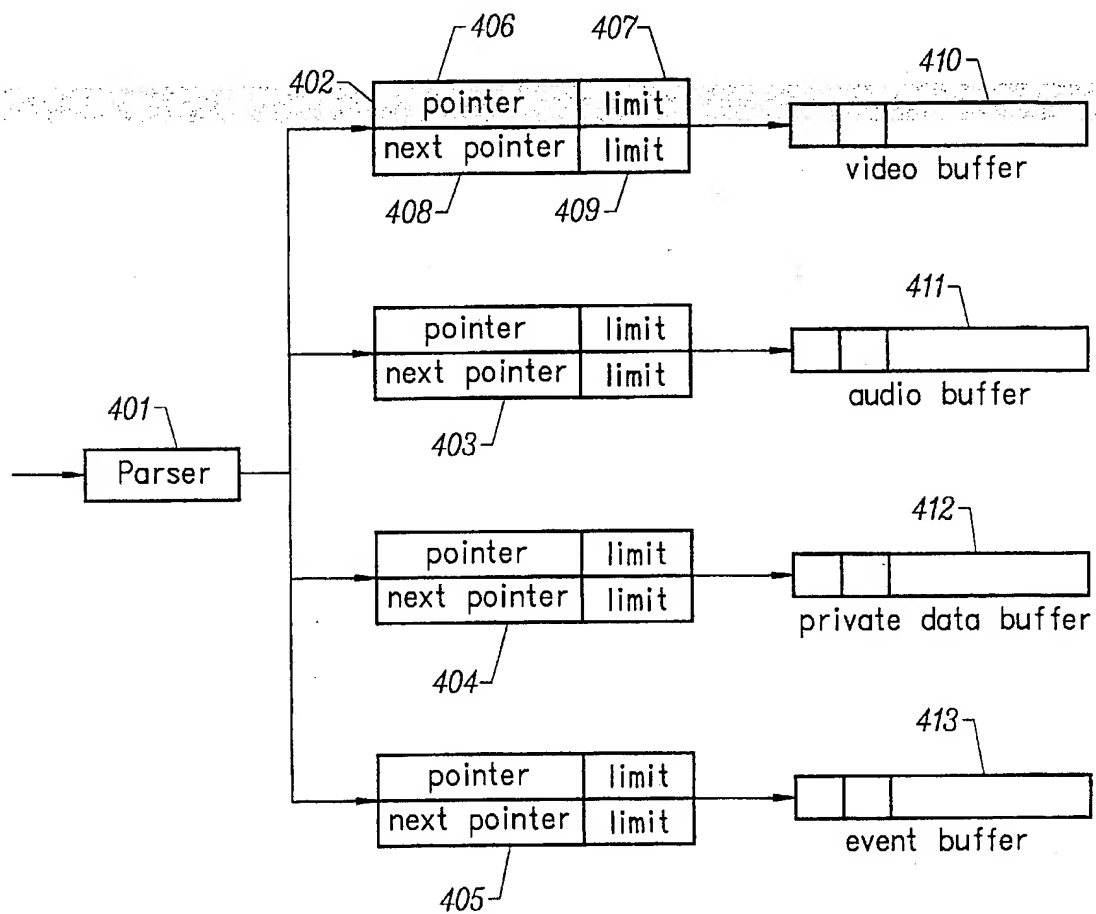 406
407
402
410
pointer limit
next pointer limit
video buffer
408
409
411
pointer limit
next pointer limit
audio buffer
401
403
Parser
412
pointer limit
next pointer limit
private data buffer
404
413
pointer limit
next pointer limit
event buffer
405